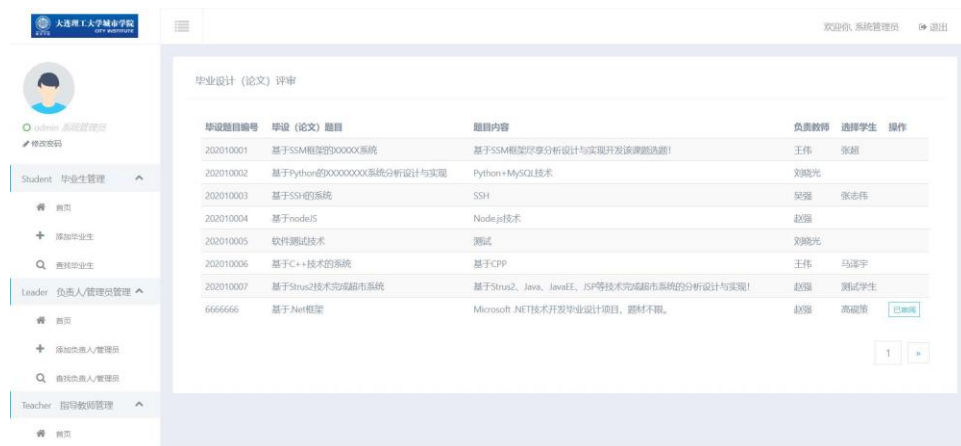 大连理工大学城市学院
CITY INSTITUTE
欢迎你, 系统管理员 退出
admin 系统管理员
修改密码
Student 毕业生管理
首页
添加毕业生
查找毕业生
Leader 负责人/管理员管理
首页
添加负责人/管理员
查找负责人/管理员
Teacher 指导教师管理
首页
毕业设计（论文）评审
毕设题目编号 毕设（论文）题目 题目内容 负责教师 选择学生 操作
202010001 基于SSM框架的XXXXX系统 基于SSM框架尽享分析设计与实现开发该课题选题! 王伟 张超
202010002 基于Python的XXXXXXXX系统分析设计与实现 Python+MySQL技术 刘晓光
202010003 基于SSH的系统 SSH 吴强 张志伟
202010004 基于nodeJS Node.js技术 赵强
202010005 软件测试技术 测试 刘晓光
202010006 基于C++技术的系统 基于CPP 王伟 马泽宇
202010007 基于Strus2技术完成超市系统 基于Strus2、Java、JavaEE、JSP等技术完成超市系统的分析设计与实现! 赵强 测试学生
6666666 基于.Net框架 Microsoft .NET技术开发毕业设计项目，题材不限。 赵强 高砚策 已审阅
1 »